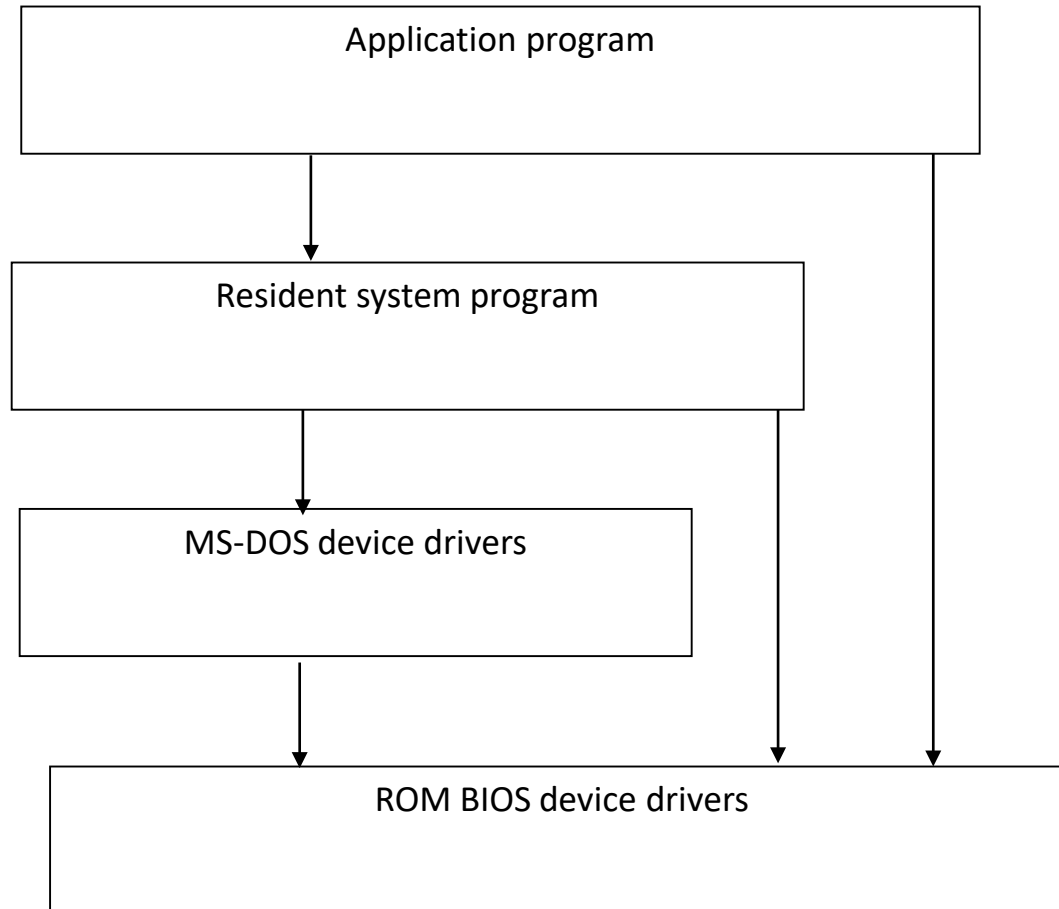 Application program
Resident system program
MS-DOS device drivers
ROM BIOS device drivers